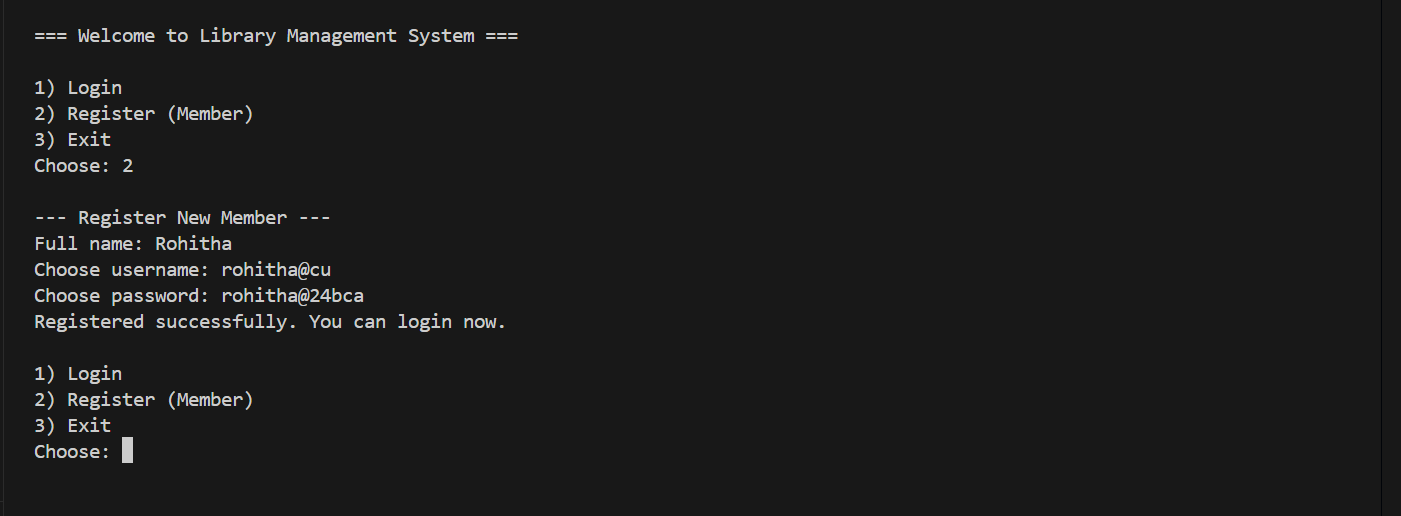 === Welcome to Library Management System ===
1) Login
2) Register (Member)
3) Exit
Choose: 2
--- Register New Member ---
Full name: Rohitha
Choose username: rohitha@cu
Choose password: rohitha@24bca
Registered successfully. You can login now.
1) Login
2) Register (Member)
3) Exit
Choose: